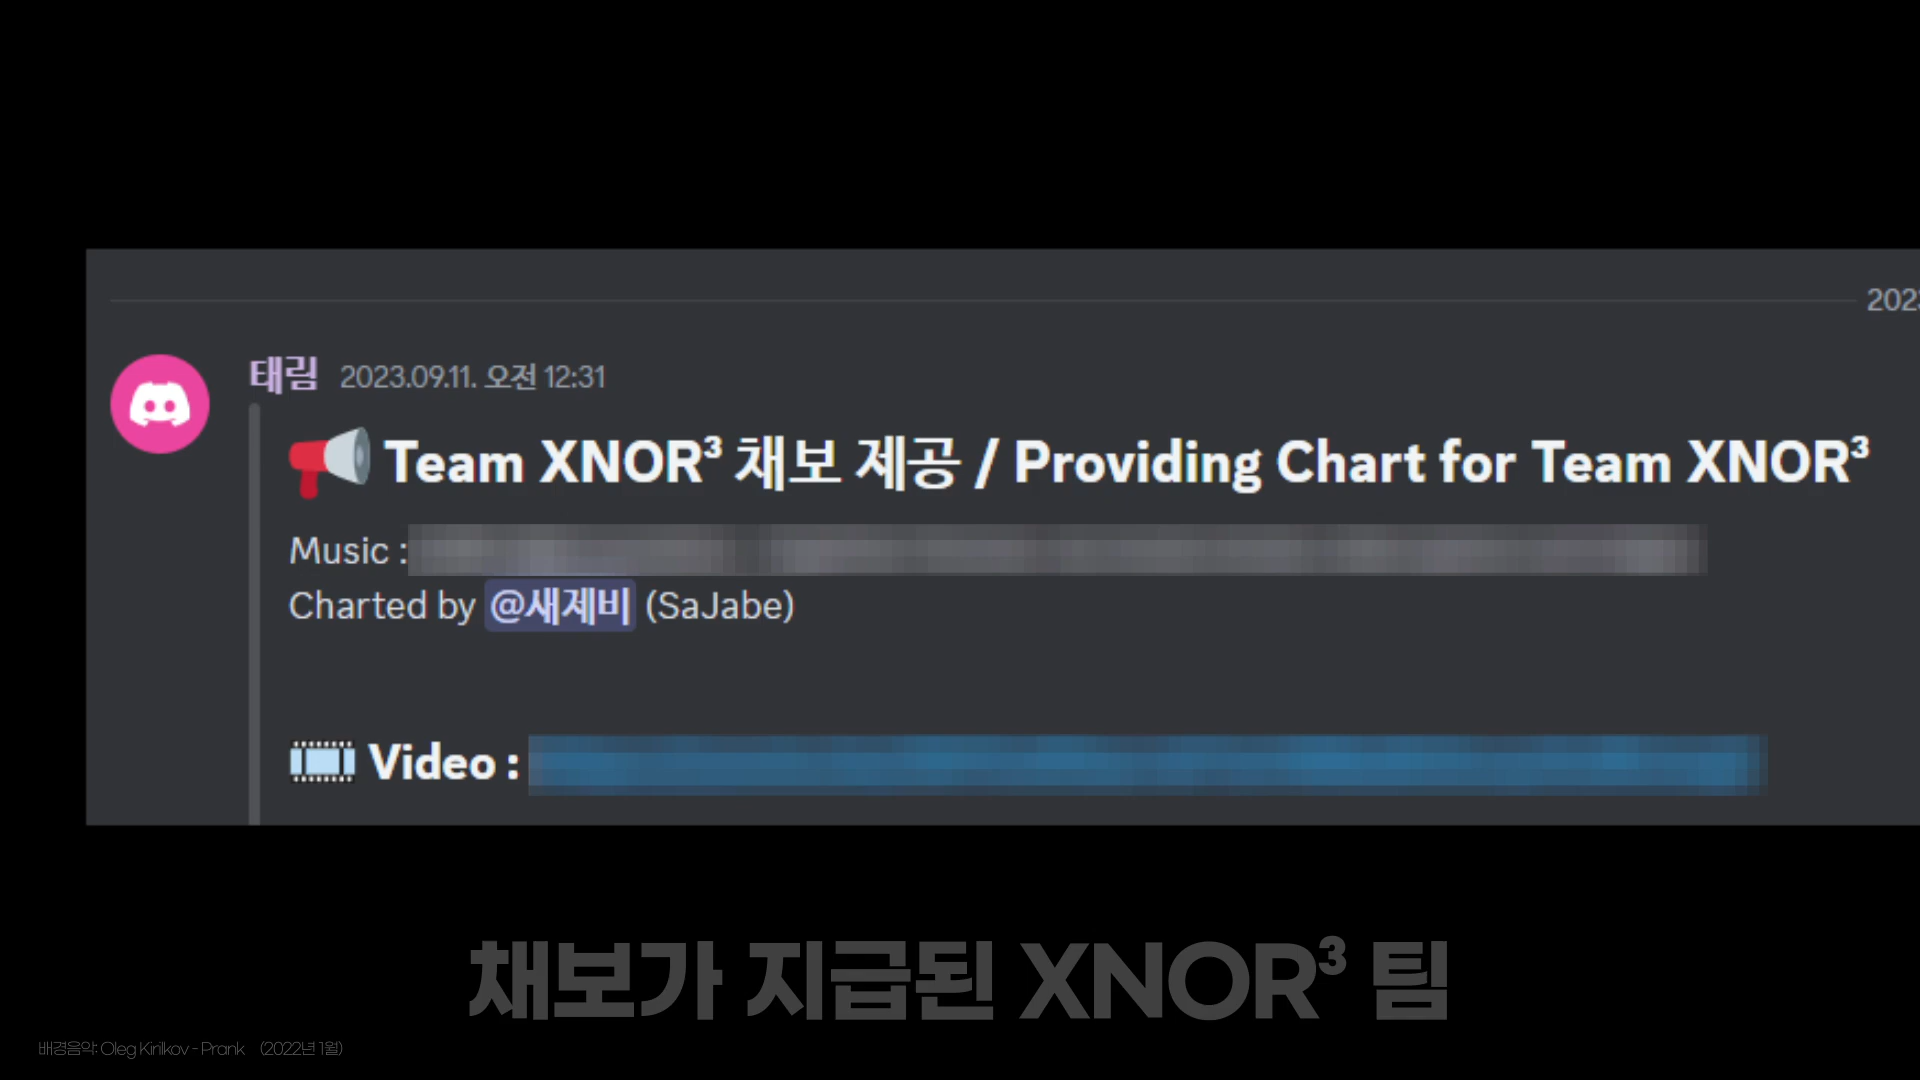 2023
태림 2023.09.11. 오전 12:31
Team XNOR³ 채보 제공 / Providing Chart for Team XNOR³
Music :
Charted by @새제비 (SaJabe)
Video :
채보가 지급된 XNOR³ 팀
배경음악: Oleg Kirilkov - Prank (2022년 1월)